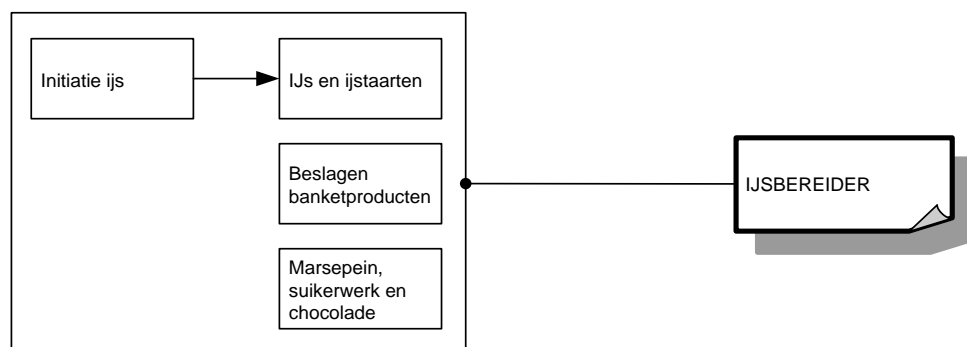 Initiatie ijs
IJs en ijstaarten
Beslagen
banketproducten
IJSBEREIDER
Marsepein,
suikerwerk en
chocolade